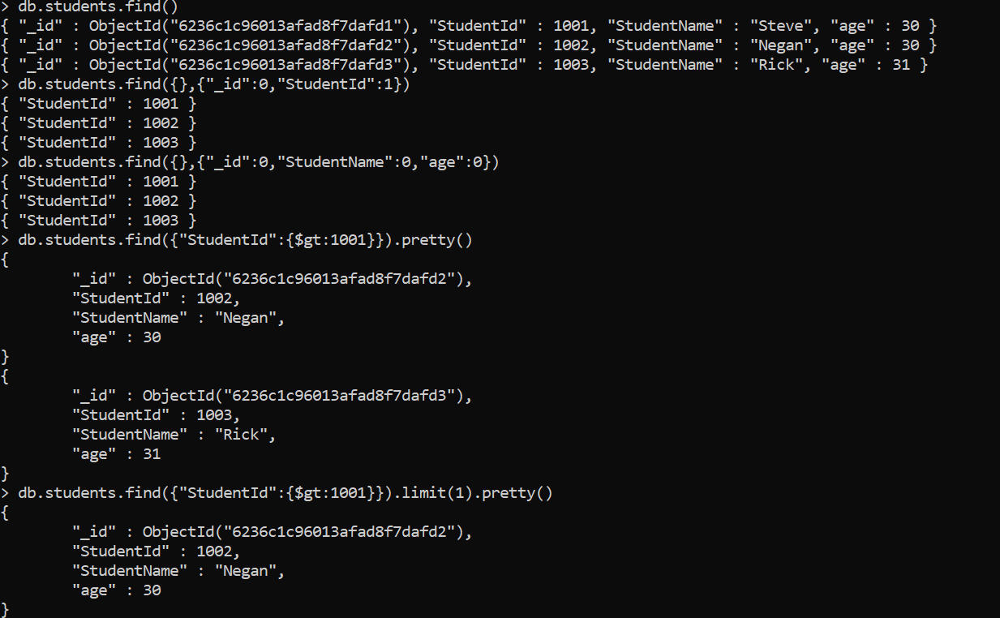 > db.students.find()
{ "_id" : ObjectId("6236c1c96013afad8f7dafd1"), "StudentId" : 1001, "StudentName" : "Steve", "age" : 30 }
{ "_id" : ObjectId("6236c1c96013afad8f7dafd2"), "StudentId" : 1002, "StudentName" : "Negan", "age" : 30 }
{ "_id" : ObjectId("6236c1c96013afad8f7dafd3"), "StudentId" : 1003, "StudentName" : "Rick", "age" : 31 }
> db.students.find({},{"_id":0,"StudentId":1})
{ "StudentId" : 1001 }
{ "StudentId" : 1002 }
{ "StudentId" : 1003 }
> db.students.find({},{"_id":0,"StudentName":0,"age":0})
{ "StudentId" : 1001 }
{ "StudentId" : 1002 }
{ "StudentId" : 1003 }
> db.students.find({"StudentId":{$gt:1001}}).pretty()
{
        "_id" : ObjectId("6236c1c96013afad8f7dafd2"),
        "StudentId" : 1002,
        "StudentName" : "Negan",
        "age" : 30
}
{
        "_id" : ObjectId("6236c1c96013afad8f7dafd3"),
        "StudentId" : 1003,
        "StudentName" : "Rick",
        "age" : 31
}
> db.students.find({"StudentId":{$gt:1001}}).limit(1).pretty()
{
        "_id" : ObjectId("6236c1c96013afad8f7dafd2"),
        "StudentId" : 1002,
        "StudentName" : "Negan",
        "age" : 30
}